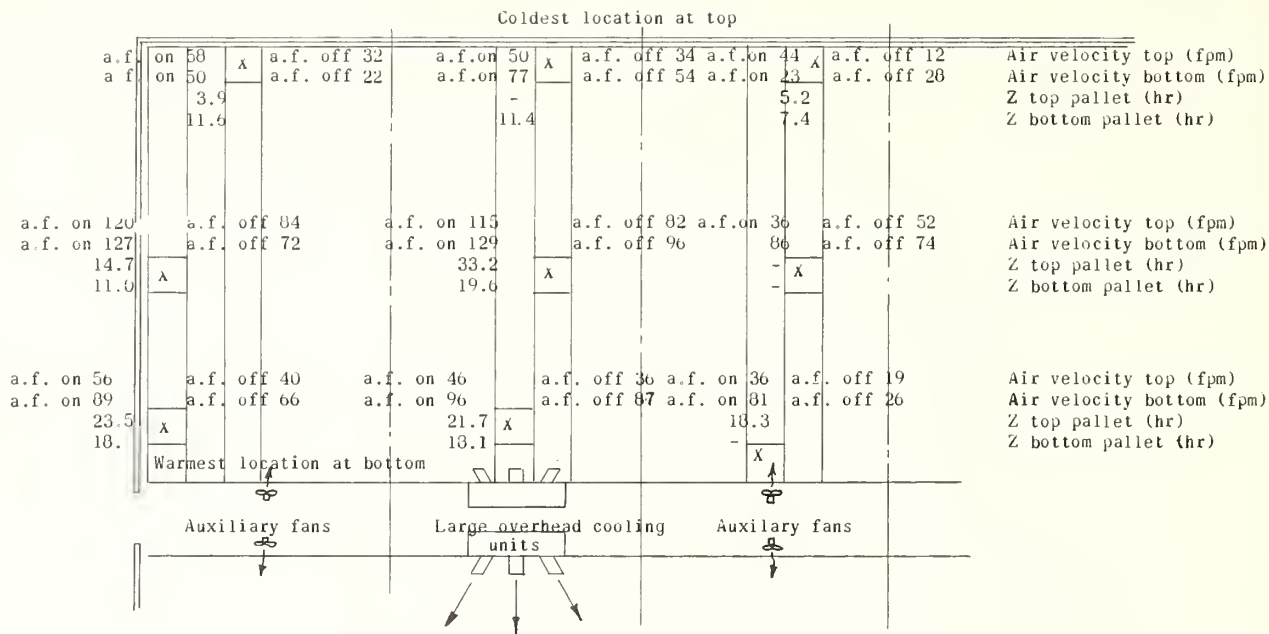 Coldest location at top
a.f. on 58 X a.f. off 32 a.f.on 50 X a.f. off 34 a.f.on 44 a.f. off 12 Air velocity top (fpm)
a f on 50 a.f. off 22 a.f.on 77 a.f. off 54 a.f.on 23 X a.f. off 28 Air velocity bottom (fpm)
3.9 - 5.2 Z top pallet (hr)
11.6 11.4 7.4 Z bottom pallet (hr)
a.f. on 120 a.f. off 84 a.f. on 115 a.f. off 82 a.f.on 36 a.f. off 52 Air velocity top (fpm)
a.f. on 127 a.f. off 72 a.f. on 129 a.f. off 96 86 a.f. off 74 Air velocity bottom (fpm)
14.7 33.2 - Z top pallet (hr)
11.0 X 19.6 X - X Z bottom pallet (hr)
a.f. on 56 a.f. off 40 a.f. on 46 a.f. off 36 a.f. on 36 a.f. off 19 Air velocity top (fpm)
a.f. on 89 a.f. off 66 a.f. on 96 a.f. off 87 a.f. on 81 a.f. off 26 Air velocity bottom (fpm)
23.5 X 21.7 X 18.3 Z top pallet (hr)
18. 13.1 - Z bottom pallet (hr)
X
Warmest location at bottom
Auxiliary fans Large overhead cooling Auxilary fans
units